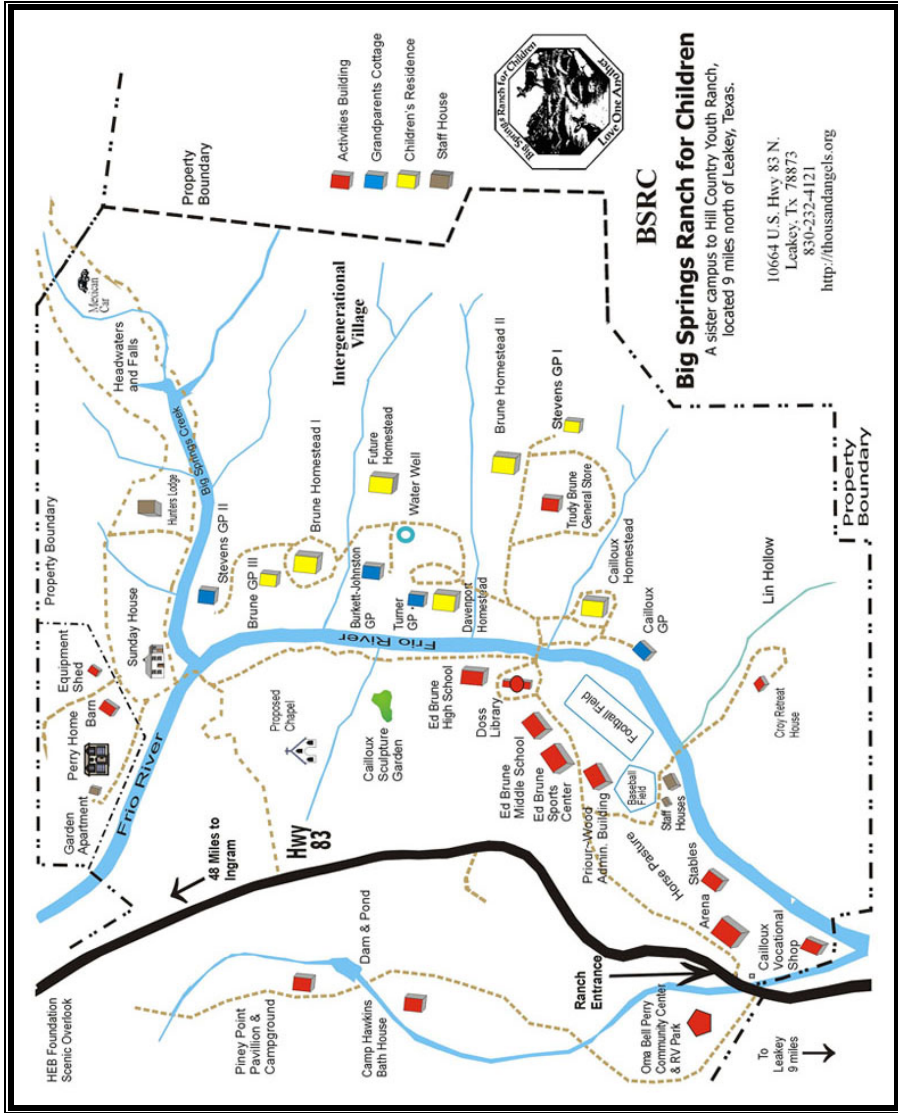 HEB Foundation
Scenic Overlook
Piney Point
Pavillion &
Campground
Dam & Pond
Camp Hawkins
Bath House
Oma Bell Perry
Community Center
& RV Park
To
Leakey
9 miles
Ranch
Entrance
48 Miles to
Ingram
Hwy
83
Garden
Apartment
Perry Home
Barn
Equipment
Shed
Property Boundary
Frio River
Sunday House
Proposed
Chapel
Cailloux
Sculpture
Garden
Ed Brune
High School
Doss
Library
Ed Brune
Middle School
Ed Brune
Sports
Center
Priour-Wood
Admin. Building
Football Field
Baseball
Field
Staff
Houses
Horse Pasture
Stables
Arena
Cailloux
Vocational
Shop
Frio River
Hunters Lodge
Big Springs Creek
Headwaters
and Falls
Mexican
Car
Stevens GP II
Brune GP III
Brune Homestead I
Burkett-Johnston
GP
Turner
GP
Future
Homestead
Water Well
Davenport
Homestead
Intergenerational
Village
Brune Homestead II
Stevens GP I
Trudy Brune
General Store
Cailloux
Homestead
Cailloux
GP
Lin Hollow
Croy Retreat
House
Property
Boundary
Property
Boundary
Activities Building
Grandparents Cottage
Children's Residence
Staff House
Big Springs Ranch for Children
Love One Another
BSRC
Big Springs Ranch for Children
A sister campus to Hill Country Youth Ranch,
located 9 miles north of Leakey, Texas.
10664 U.S. Hwy 83 N.
Leakey, Tx 78873
830-232-4121
http://thousandangels.org